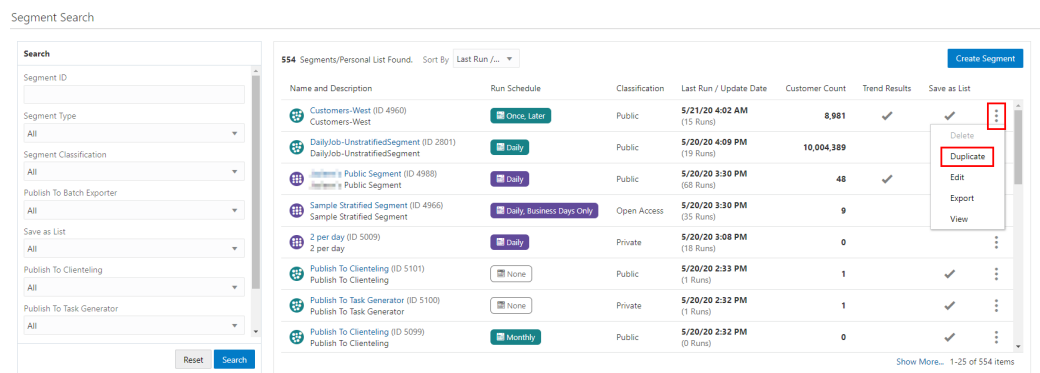 Segment Search
Search
Segment ID
Segment Type
All
Segment Classification
All
Publish To Batch Exporter
All
Save as List
All
Publish To Clienteling
All
Publish To Task Generator
All
Reset Search
554 Segments/Personal List Found. Sort By Last Run /... Create Segment
Name and Description Run Schedule Classification Last Run / Update Date Customer Count Trend Results Save as List
Customers-West (ID 4960)
Customers-West Once, Later Public 5/21/20 4:02 AM (15 Runs) 8,981
Delete
Duplicate
Edit
Export
View
DailyJob-UnstratifiedSegment (ID 2801)
DailyJob-UnstratifiedSegment Daily Public 5/20/20 4:09 PM (19 Runs) 10,004,389
Public Segment (ID 4988)
Public Segment Daily Public 5/20/20 3:30 PM (68 Runs) 48
Sample Stratified Segment (ID 4966)
Sample Stratified Segment Daily, Business Days Only Open Access 5/20/20 3:30 PM (35 Runs) 9
2 per day (ID 5009)
2 per day Daily Private 5/20/20 3:08 PM (18 Runs) 0
Publish To Clienteling (ID 5101)
Publish To Clienteling None Public 5/20/20 2:33 PM (1 Runs) 1
Publish To Task Generator (ID 5100)
Publish To Task Generator None Private 5/20/20 2:32 PM (1 Runs) 1
Publish To Clienteling (ID 5099)
Publish To Clienteling Monthly Public 5/20/20 2:32 PM (0 Runs) 0
Show More... 1-25 of 554 items